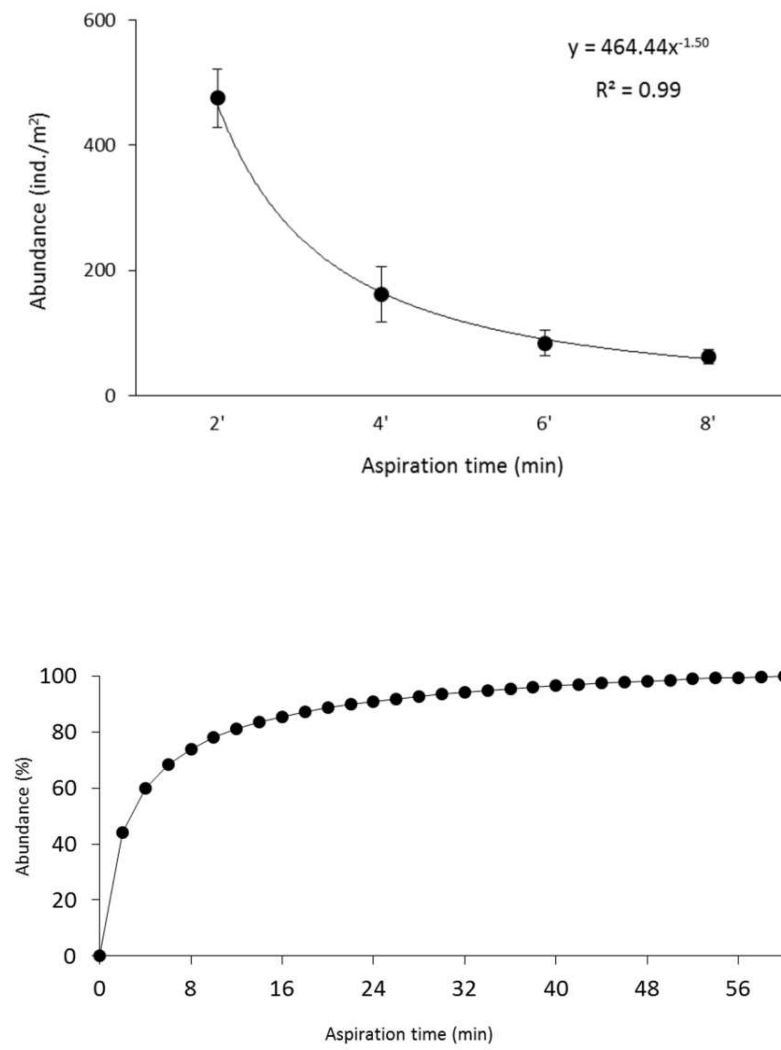 600
400
200
0
y = 464.44x⁻¹·⁵⁰
R² = 0.99
Abundance (ind./m²)
2' 4' 6' 8'
Aspiration time (min)
100
80
60
40
20
0
Abundance (%)
0 8 16 24 32 40 48 56
Aspiration time (min)